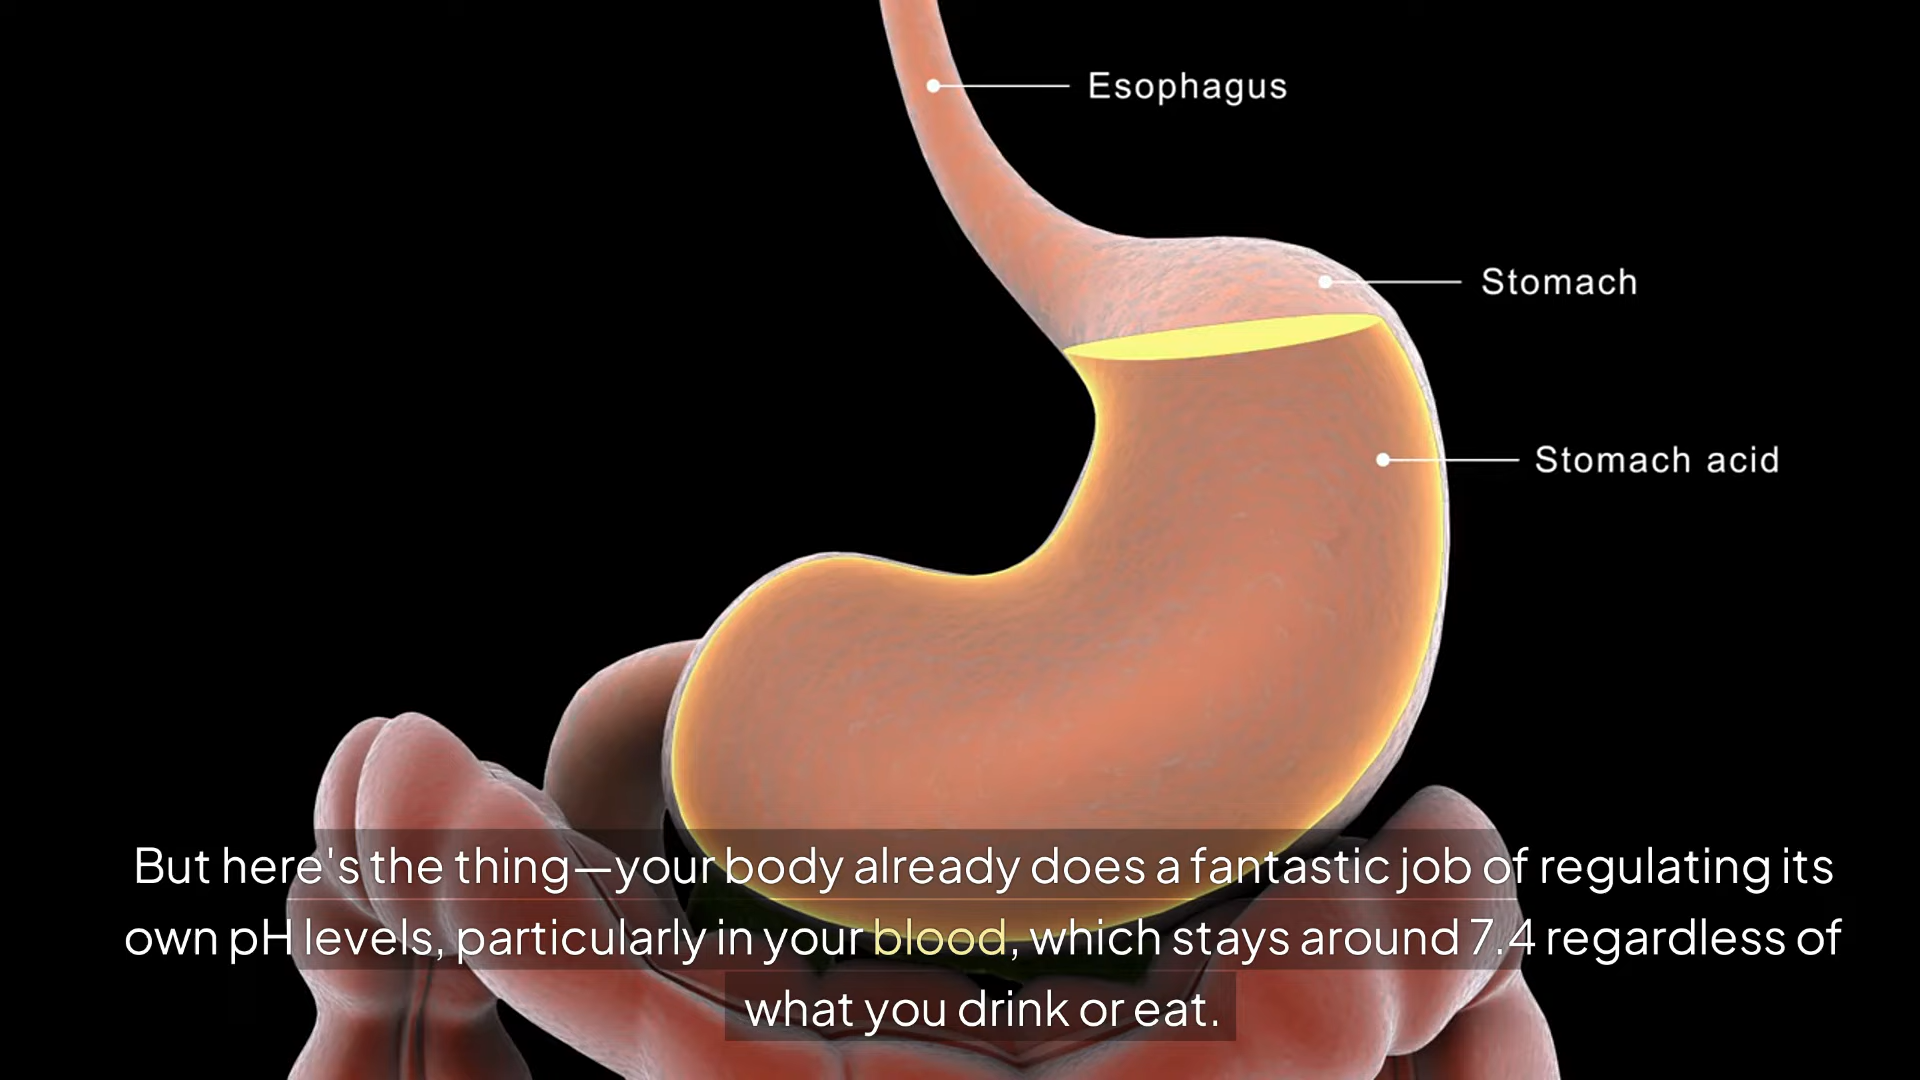 Esophagus
Stomach
Stomach acid
But here's the thing—your body already does a fantastic job of regulating its
own pH levels, particularly in your blood, which stays around 7.4 regardless of
what you drink or eat.